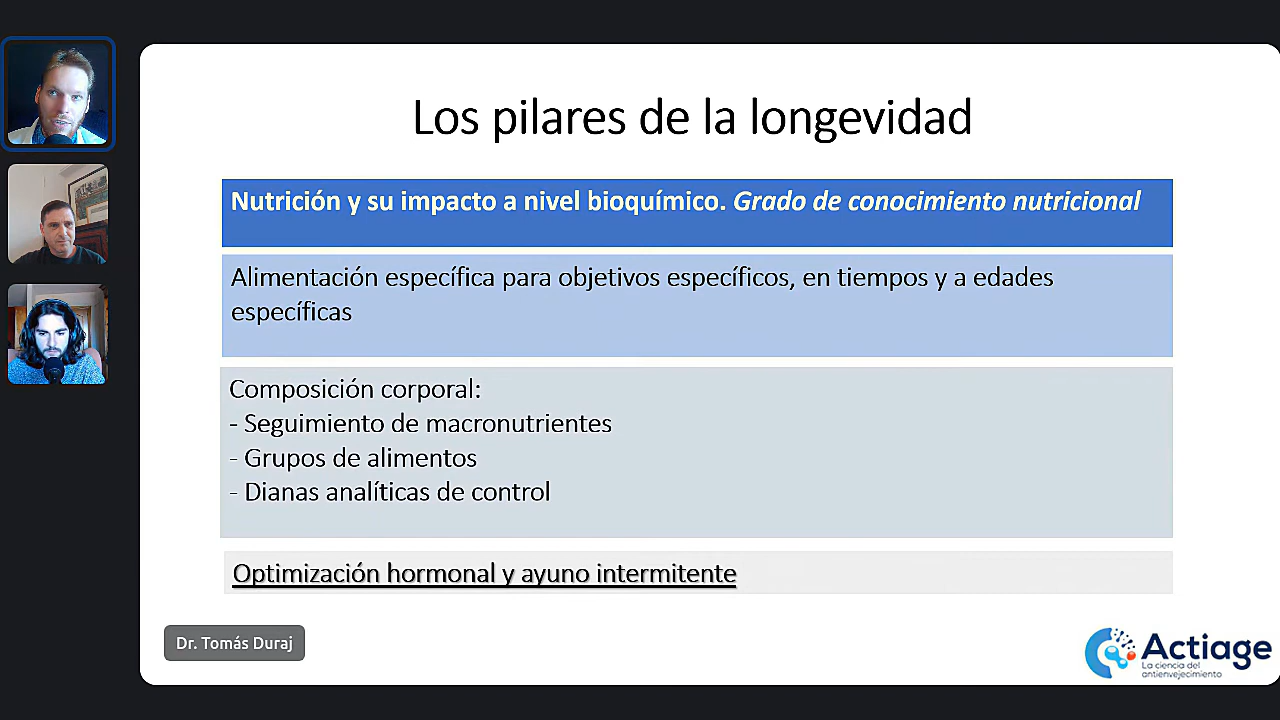 Los pilares de la longevidad
Nutrición y su impacto a nivel bioquímico. Grado de conocimiento nutricional
Alimentación específica para objetivos específicos, en tiempos y a edades
específicas
Composición corporal:
- Seguimiento de macronutrientes
- Grupos de alimentos
- Dianas analíticas de control
Optimización hormonal y ayuno intermitente
Dr. Tomás Duraj
Actiage
La ciencia del
antienvejecimiento